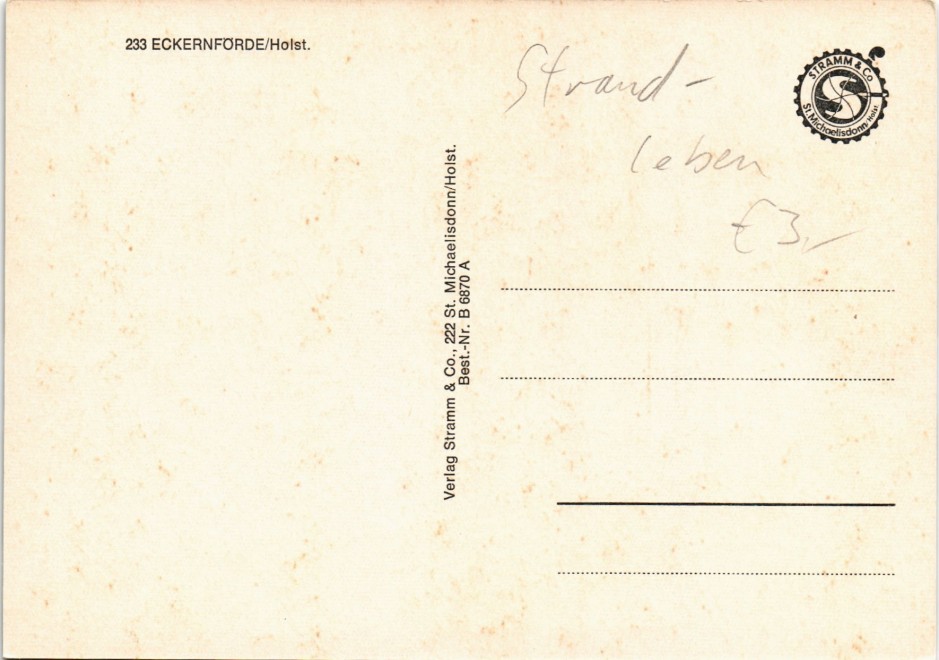 233 ECKERNFÖRDE/Holst.
Strand-
leben
€3,-
STRAMM & Co
St. Michaelisdonn/Holst.
Verlag Stramm & Co., 222 St. Michaelisdonn/Holst.
Best.-Nr. B 6870 A